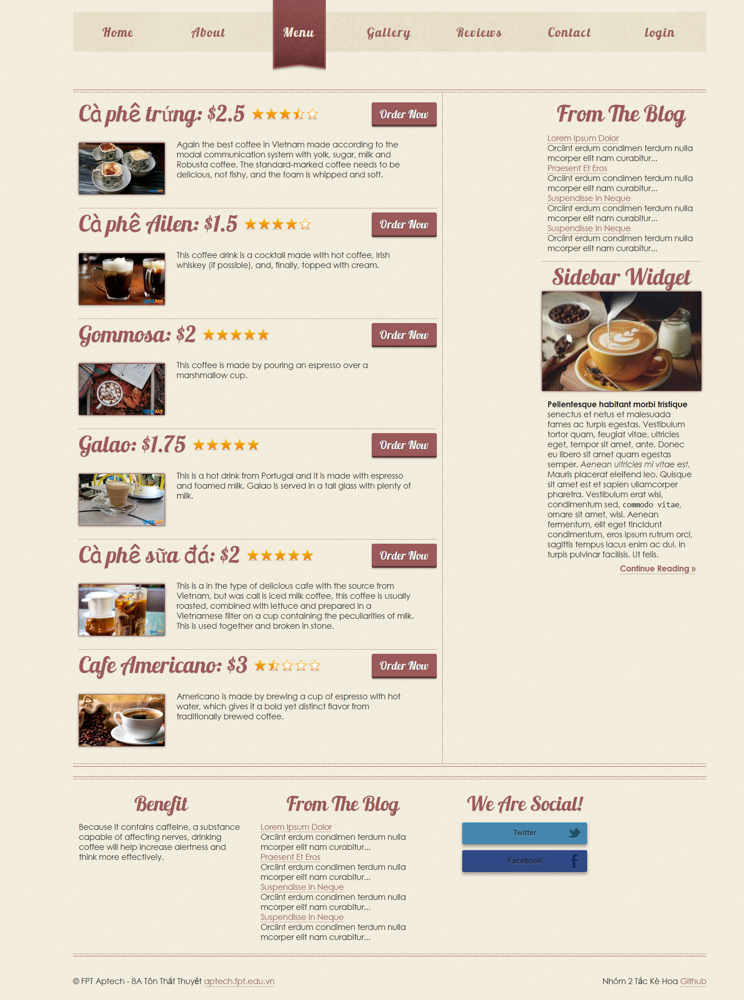 Home
About
Menu
Gallery
Reviews
Contact
login
Cà phê trứng: $2.5
Order Now
Again the best coffee in Vietnam made according to the
modal communication system with yolk, sugar, milk and
Robusta coffee. The standard-marked coffee needs to be
delicious, not fishy, and the foam is whipped and soft.
Cà phê Ailen: $1.5
Order Now
This coffee drink is a cocktail made with hot coffee, Irish
whiskey (if possible), and, finally, topped with cream.
Gommosa: $2
Order Now
This coffee is made by pouring an espresso over a
marshmallow cup.
Galao: $1.75
Order Now
This is a hot drink from Portugal and it is made with espresso
and foamed milk. Galao is served in a tall glass with plenty of
milk.
Cà phê sữa đá: $2
Order Now
This is a in the type of delicious cafe with the source from
Vietnam, but was call is iced milk coffee, this coffee is usually
roasted, combined with lettuce and prepared in a
Vietnamese filter on a cup containing the peculiarities of milk.
This is used together and broken in stone.
Cafe Americano: $3
Order Now
Americano is made by brewing a cup of espresso with hot
water, which gives it a bold yet distinct flavor from
traditionally brewed coffee.
From The Blog
Lorem Ipsum Dolor
Orciint erdum condimen terdum nulla
mcorper elit nam curabitur...
Praesent Et Eros
Orciint erdum condimen terdum nulla
mcorper elit nam curabitur...
Suspendisse In Neque
Orciint erdum condimen terdum nulla
mcorper elit nam curabitur...
Suspendisse In Neque
Orciint erdum condimen terdum nulla
mcorper elit nam curabitur...
Sidebar Widget
Pellentesque habitant morbi tristique
senectus et netus et malesuada
fames ac turpis egestas. Vestibulum
tortor quam, feugiat vitae, ultricies
eget, tempor sit amet, ante. Donec
eu libero sit amet quam egestas
semper. Aenean ultricies mi vitae est.
Mauris placerat eleifend leo. Quisque
sit amet est et sapien ullamcorper
pharetra. Vestibulum erat wisi,
condimentum sed, commodo vitae,
ornare sit amet, wisi. Aenean
fermentum, elit eget tincidunt
condimentum, eros ipsum rutrum orci,
sagittis tempus lacus enim ac dui. In
turpis pulvinar facilisis. Ut felis.
Continue Reading »
Benefit
Because it contains caffeine, a substance
capable of affecting nerves, drinking
coffee will help increase alertness and
think more effectively.
From The Blog
Lorem Ipsum Dolor
Orciint erdum condimen terdum nulla
mcorper elit nam curabitur...
Praesent Et Eros
Orciint erdum condimen terdum nulla
mcorper elit nam curabitur...
Suspendisse In Neque
Orciint erdum condimen terdum nulla
mcorper elit nam curabitur...
Suspendisse In Neque
Orciint erdum condimen terdum nulla
mcorper elit nam curabitur...
We Are Social!
Twitter
Facebook
© FPT Aptech - 8A Tôn Thất Thuyết aptech.fpt.edu.vn
Nhóm 2 Tắc Kè Hoa Github